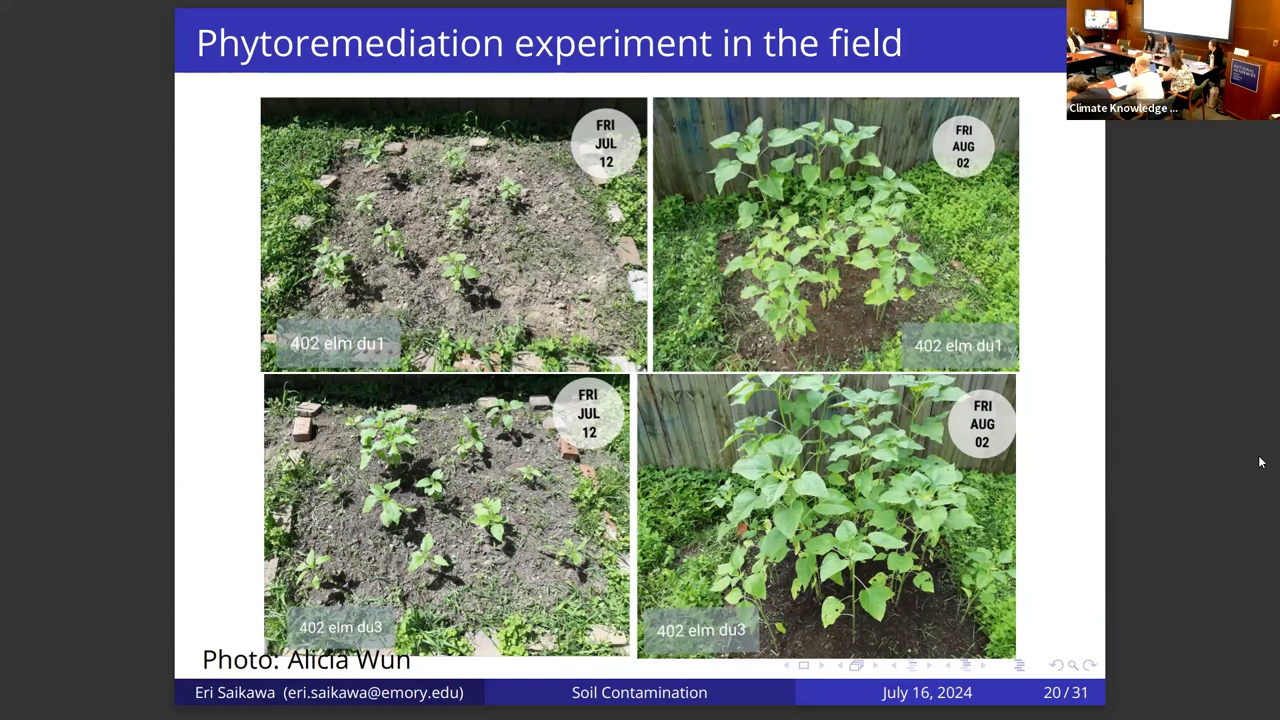 Phytoremediation experiment in the field
Climate Knowledge ...
FRI
JUL
12
402 elm du1
FRI
AUG
02
402 elm du1
FRI
JUL
12
402 elm du3
FRI
AUG
02
402 elm du3
Photo: Alicia Wun
Eri Saikawa (eri.saikawa@emory.edu)
Soil Contamination
July 16, 2024
20 / 31